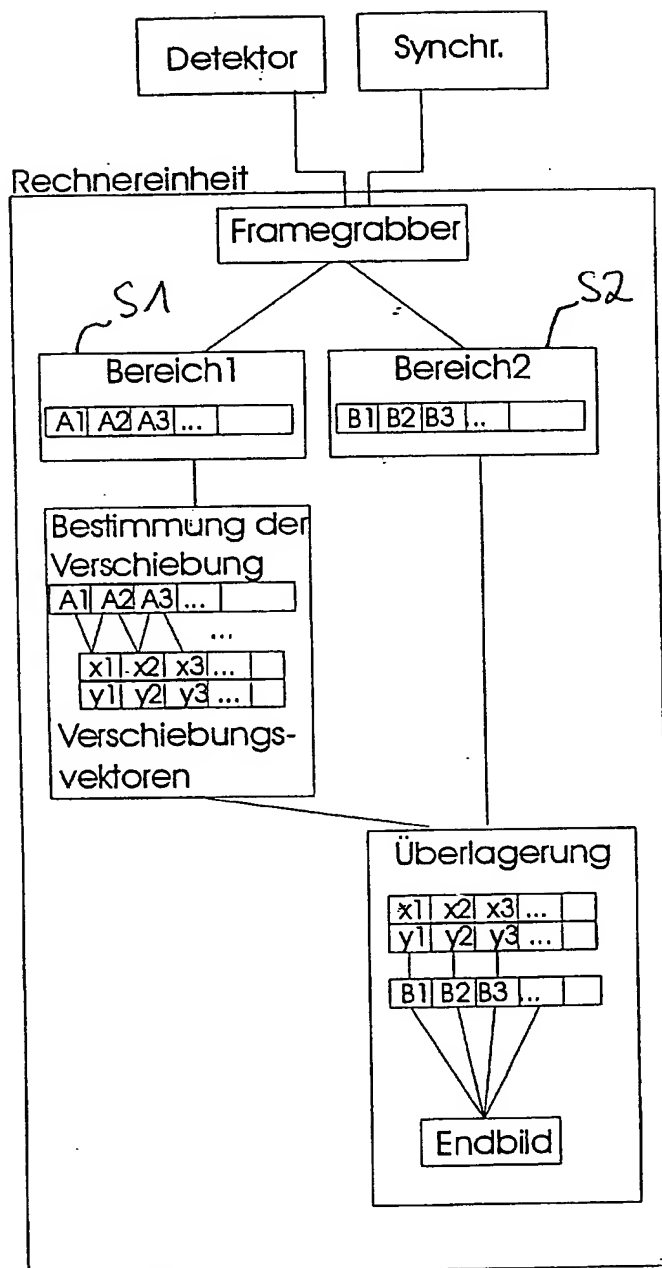 Detektor
Synchr.
Rechnereinheit
Framegrabber
S1
S2
Bereich1
Bereich2
A1 A2 A3 ...
B1 B2 B3 ...
Bestimmung der
Verschiebung
A1 A2 A3 ...
...
x1 x2 x3 ...
y1 y2 y3 ...
Verschiebungs-
vektoren
Überlagerung
x1 x2 x3 ...
y1 y2 y3 ...
B1 B2 B3 ...
Endbild